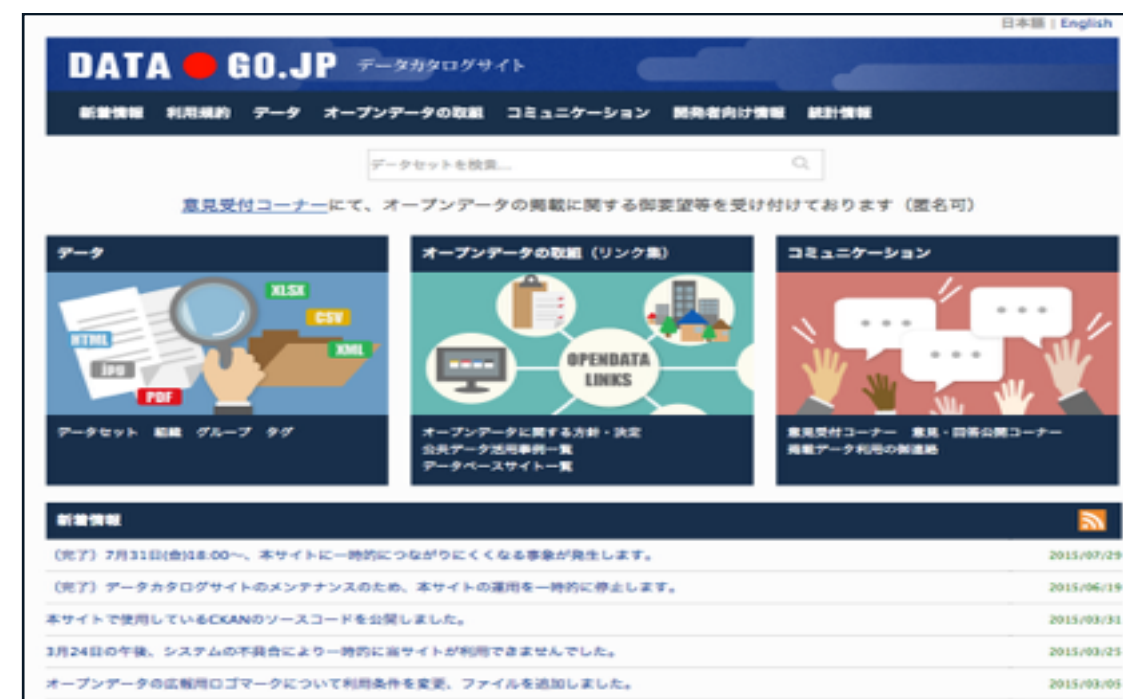 日本語 | English
DATA GO.JP データカタログサイト
新着情報 利用規約 データ オープンデータの取組 コミュニケーション 開発者向け情報 統計情報
データセットを検索...
意見受付コーナーにて、オープンデータの掲載に関する御要望等を受け付けております（匿名可）
データ
HTML
jpg
PDF
XLSX
CSV
XML
データセット 組織 グループ タグ
オープンデータの取組（リンク集）
OPENDATA
LINKS
オープンデータに関する方針・決定
公共データ活用事例一覧
データベースサイト一覧
コミュニケーション
意見受付コーナー 意見・回答公開コーナー
掲載データ利用の御連絡
新着情報
（完了）7月31日(金)18:00～、本サイトに一時的につながりにくくなる事象が発生します。 2015/07/29
（完了）データカタログサイトのメンテナンスのため、本サイトの運用を一時的に停止します。 2015/06/19
本サイトで使用しているCKANのソースコードを公開しました。 2015/03/31
3月24日の午後、システムの不具合により一時的に当サイトが利用できませんでした。 2015/03/25
オープンデータの広報用ロゴマークについて利用条件を変更、ファイルを追加しました。 2015/03/05